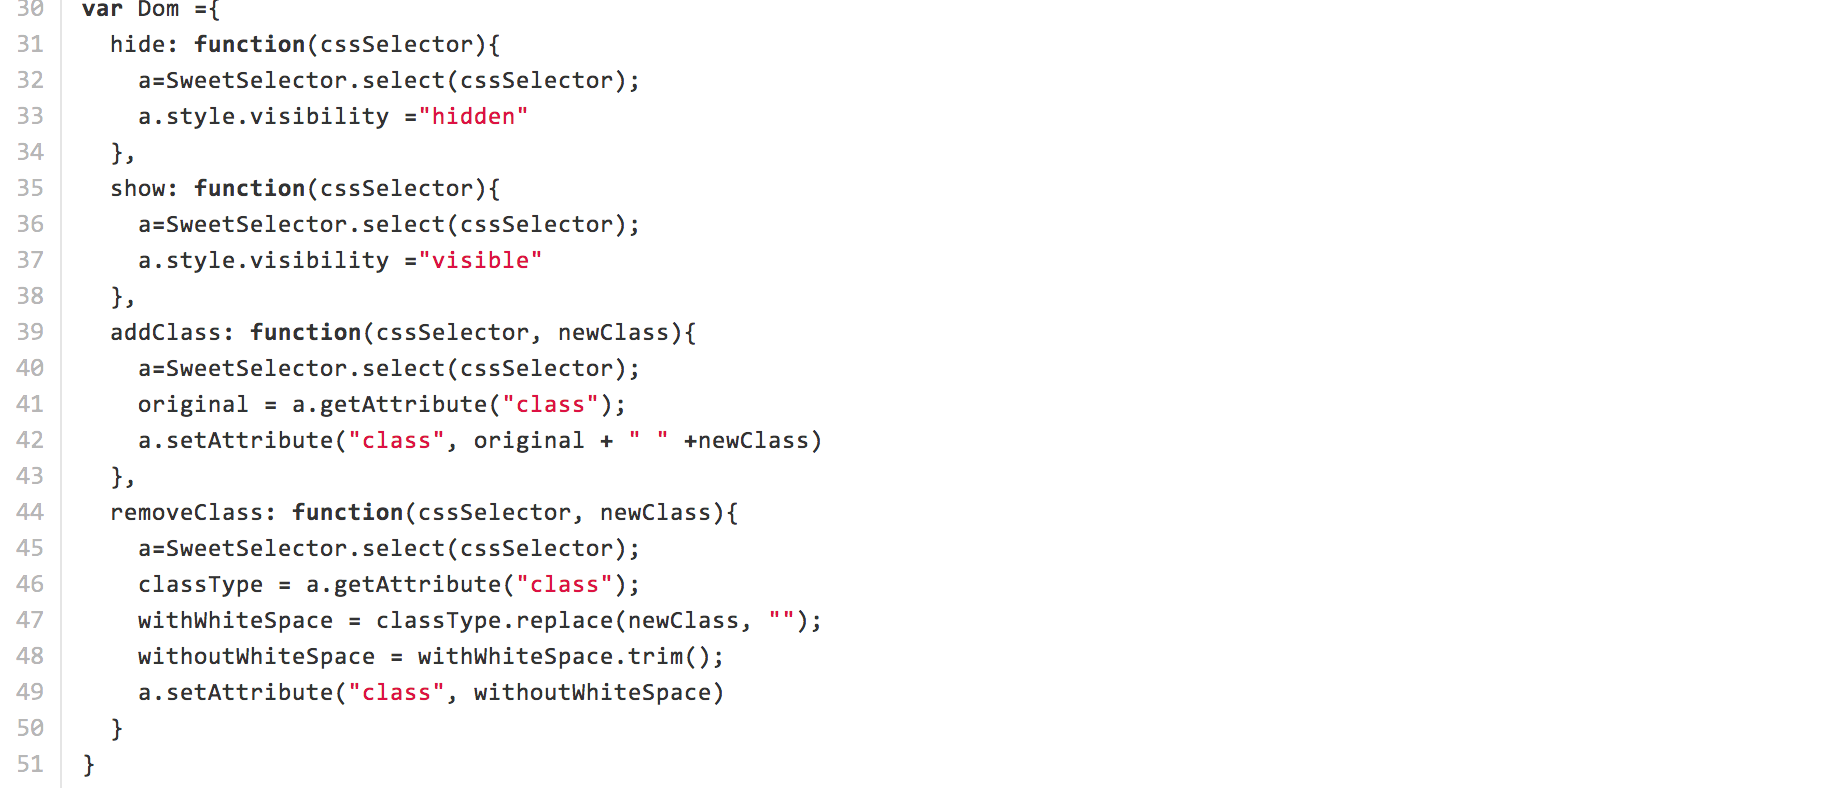 30 var Dom ={
31 hide: function(cssSelector){
32 a=SweetSelector.select(cssSelector);
33 a.style.visibility ="hidden"
34 },
35 show: function(cssSelector){
36 a=SweetSelector.select(cssSelector);
37 a.style.visibility ="visible"
38 },
39 addClass: function(cssSelector, newClass){
40 a=SweetSelector.select(cssSelector);
41 original = a.getAttribute("class");
42 a.setAttribute("class", original + " " +newClass)
43 },
44 removeClass: function(cssSelector, newClass){
45 a=SweetSelector.select(cssSelector);
46 classType = a.getAttribute("class");
47 withWhiteSpace = classType.replace(newClass, "");
48 withoutWhiteSpace = withWhiteSpace.trim();
49 a.setAttribute("class", withoutWhiteSpace)
50 }
51 }